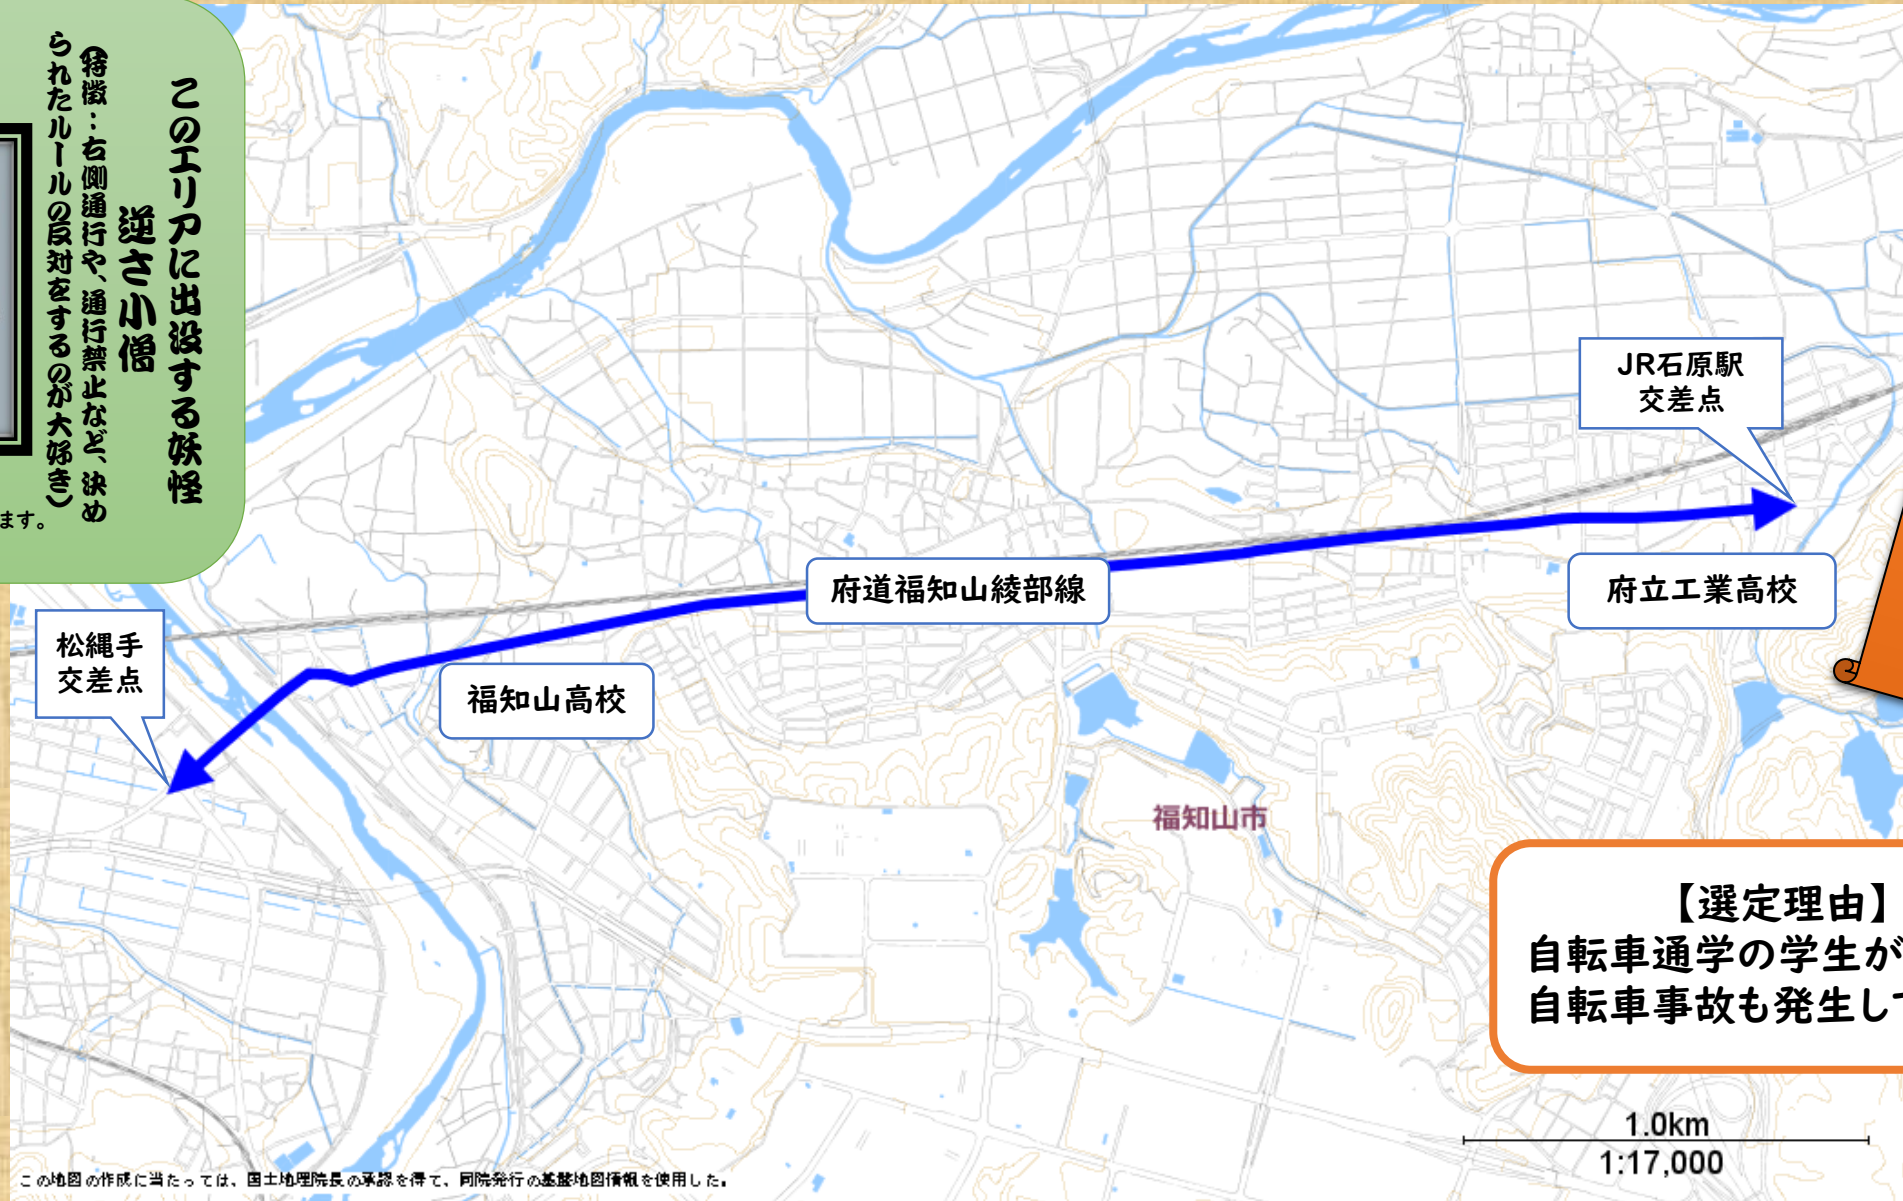 このエリアに出没する妖怪
逆さ小僧
(特徴：右側通行や、通行禁止など、決め
られたルールの反対をするのが大好き)
ます。
JR石原駅
交差点
府道福知山綾部線
府立工業高校
松縄手
交差点
福知山高校
福知山市
【選定理由】
自転車通学の学生が
自転車事故も発生して
1.0km
1:17,000
この地図の作成に当たっては、国土地理院長の承認を得て、同院発行の基盤地図情報を使用した。